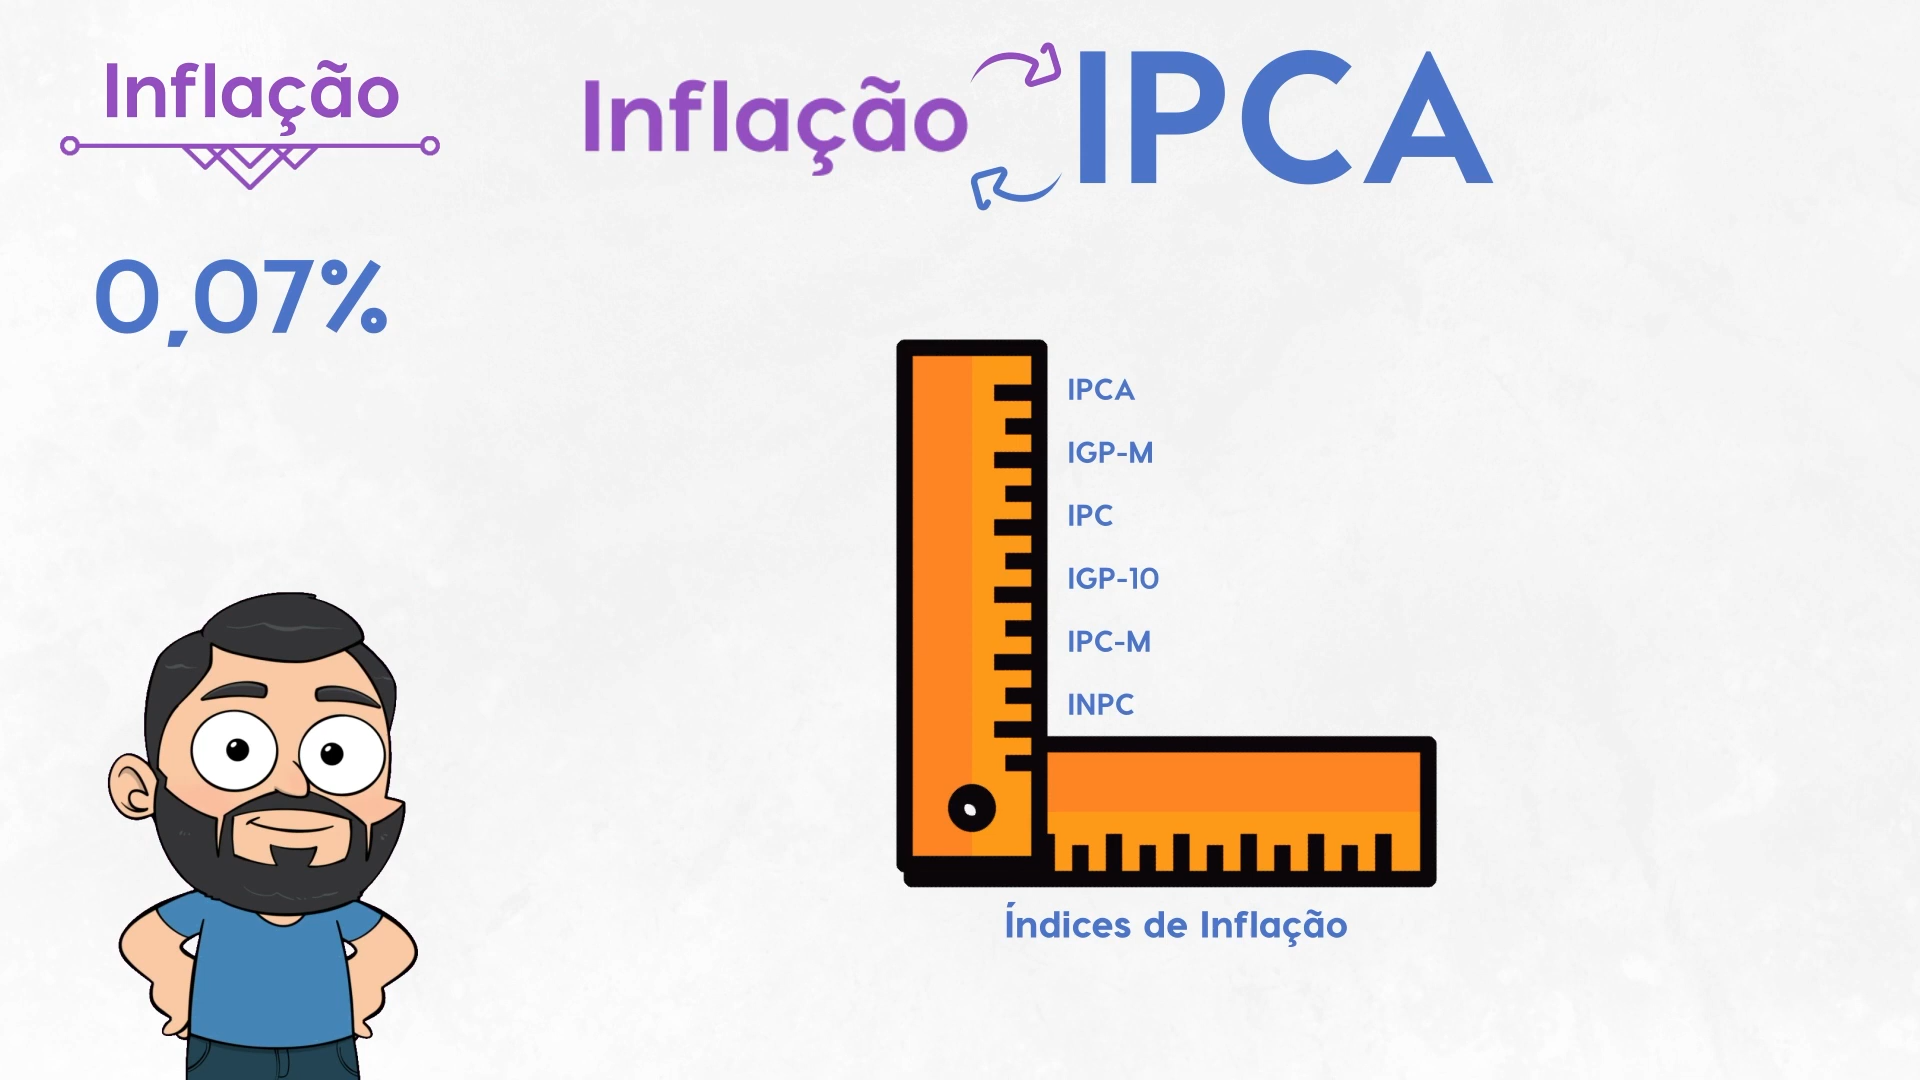 Inflação
0,07%
Inflação
IPCA
IPCA
IGP-M
IPC
IGP-10
IPC-M
INPC
Índices de Inflação